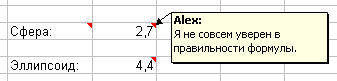 Alex:
Я не совсем уверен в
правильности формулы.
Сфера: 2,7
Эллипсоид: 4,4